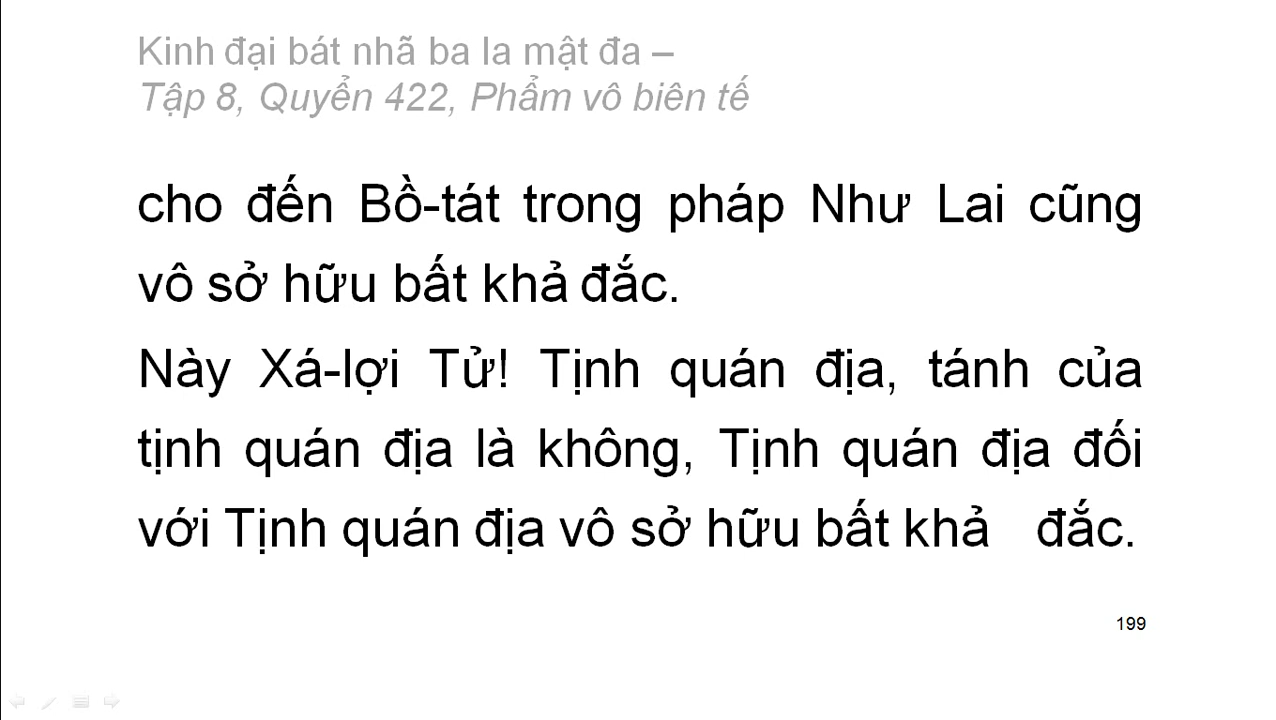 Kinh đại bát nhã ba la mật đa –
Tập 8, Quyển 422, Phẩm vô biên tế
cho đến Bồ-tát trong pháp Như Lai cũng
vô sở hữu bất khả đắc.
Này Xá-lợi Tử! Tịnh quán địa, tánh của
tịnh quán địa là không, Tịnh quán địa đối
với Tịnh quán địa vô sở hữu bất khả đắc.
199